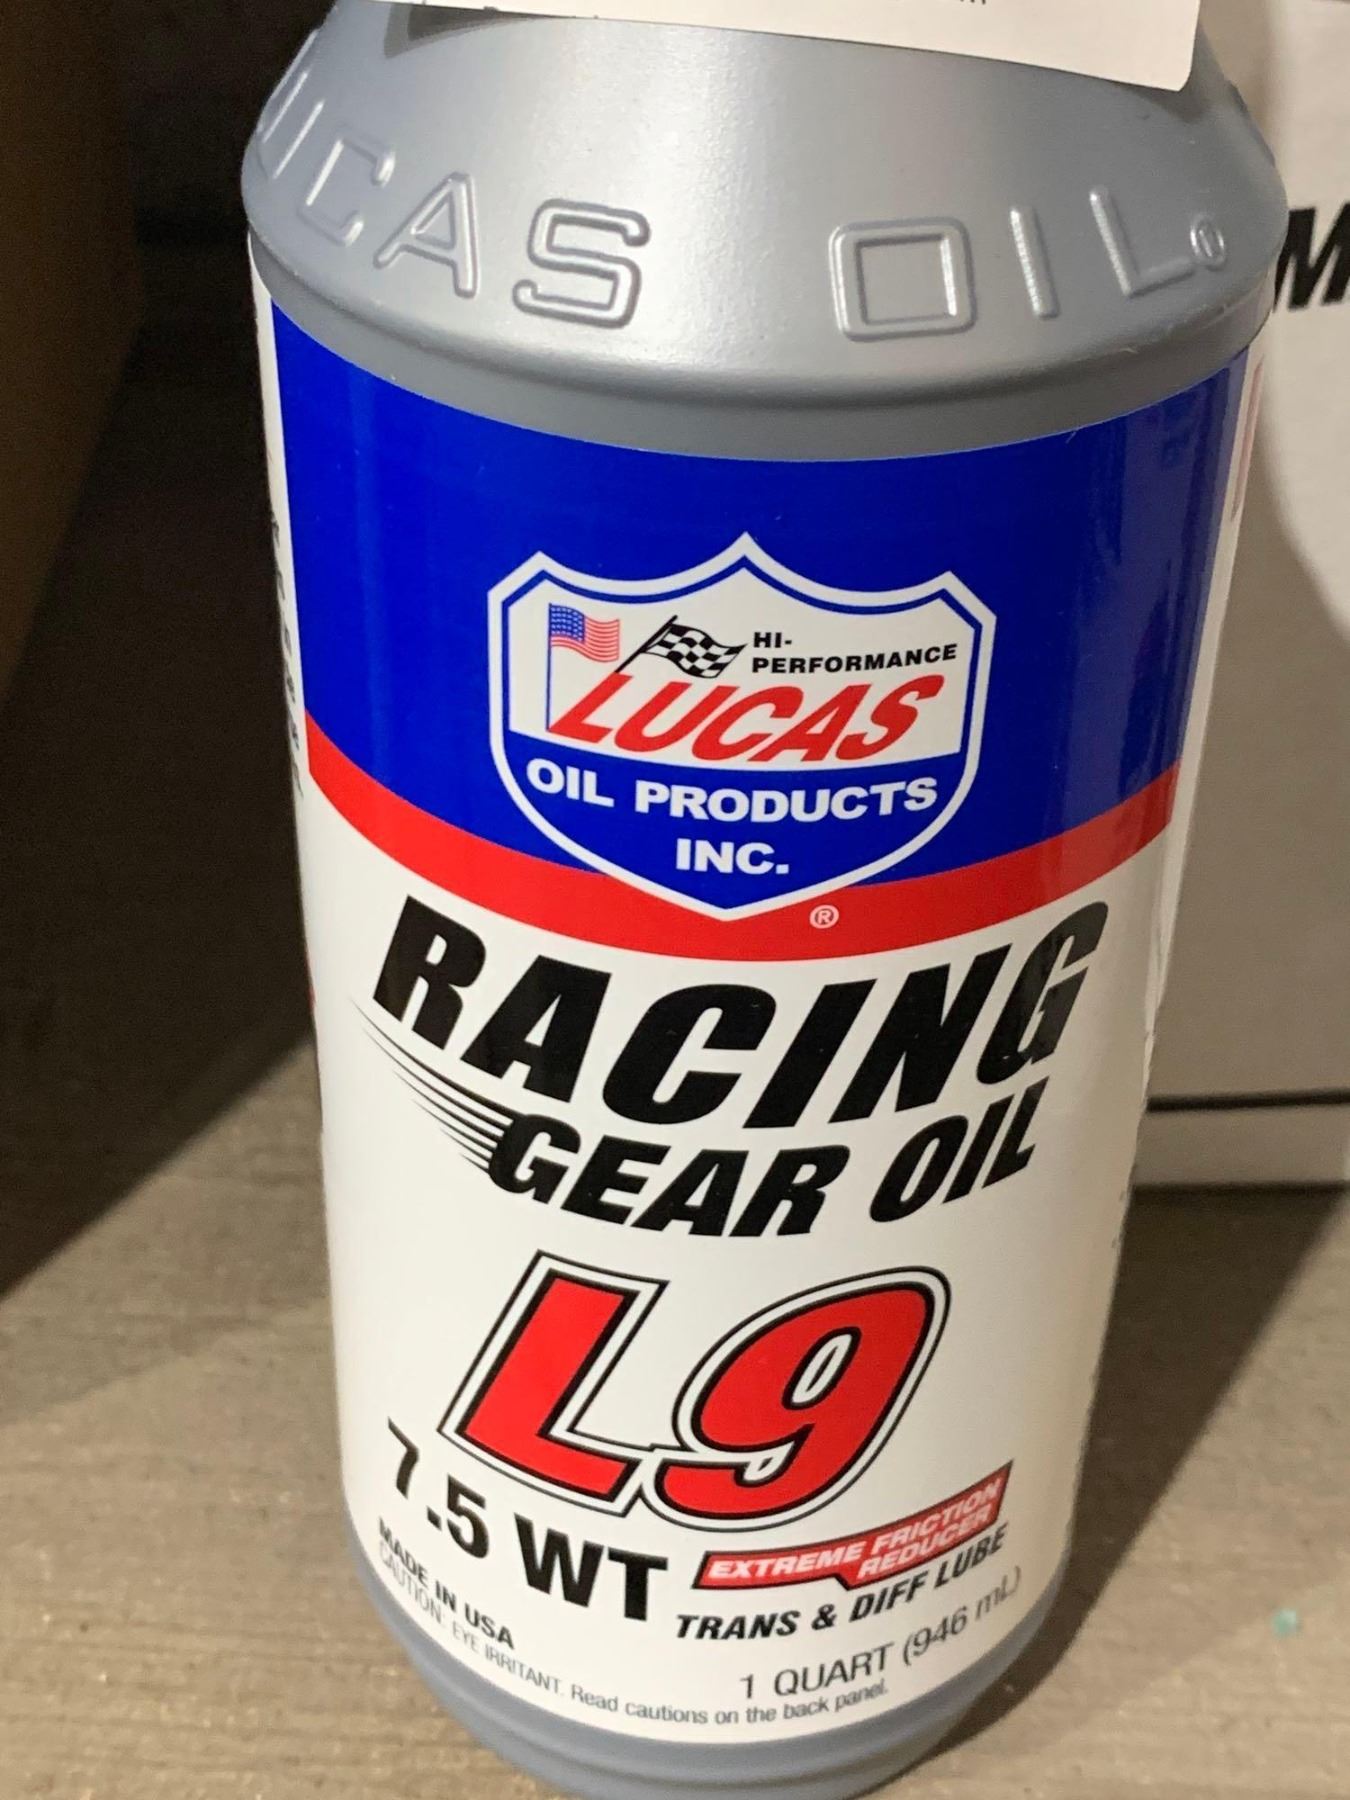 LUCAS OIL®
HI-
PERFORMANCE
LUCAS
OIL PRODUCTS
INC.
®
RACING
GEAR OIL
L9
7.5 WT
EXTREME FRICTION
REDUCER
TRANS & DIFF LUBE
MADE IN USA
1 QUART (946 mL)
CAUTION: EYE IRRITANT. Read cautions on the back panel.
M